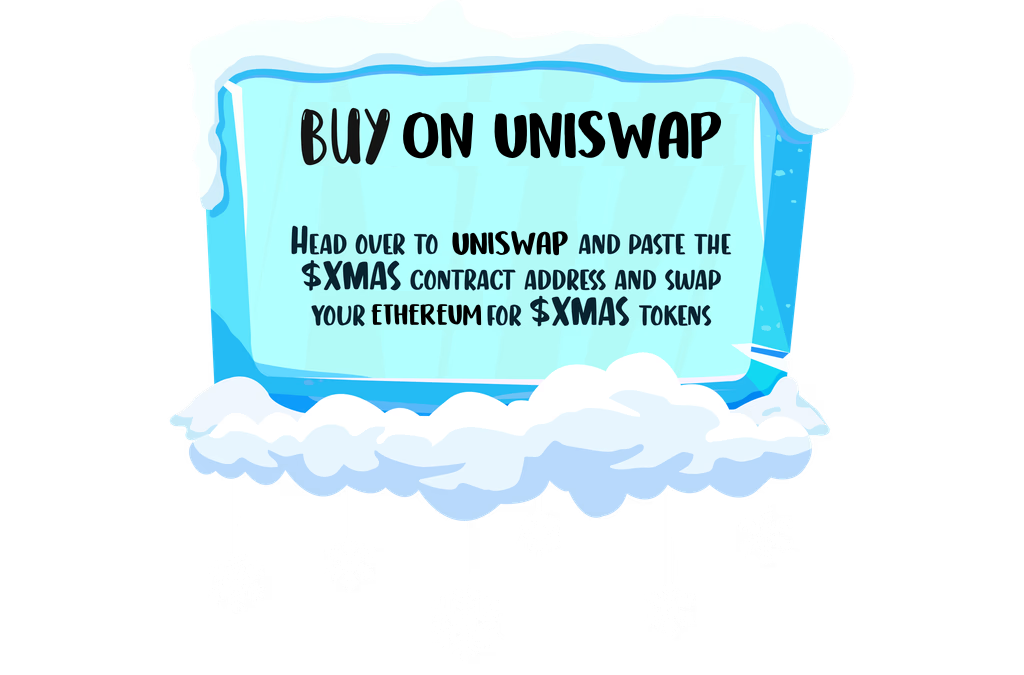 BUY ON UNISWAP
HEAD OVER TO UNISWAP AND PASTE THE
$XMAS CONTRACT ADDRESS AND SWAP
YOUR ETHEREUM FOR $XMAS TOKENS